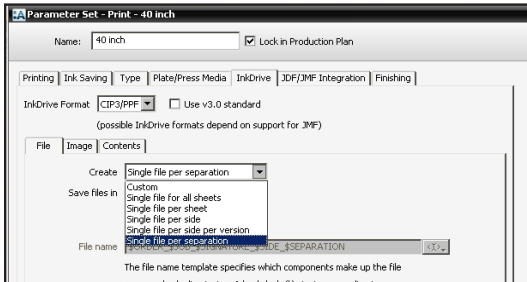 Parameter Set - Print - 40 inch
Name: 40 inch Lock in Production Plan
Printing Ink Saving Type Plate/Press Media InkDrive JDF/JMF Integration Finishing
InkDrive Format CIP3/PPF Use v3.0 standard
(possible InkDrive formats depend on support for JMF)
File Image Contents
Create Single file per separation
Save files in
Custom
Single file for all sheets
Single file per sheet
Single file per side
Single file per side per version
Single file per separation
File name
The file name template specifies which components make up the file